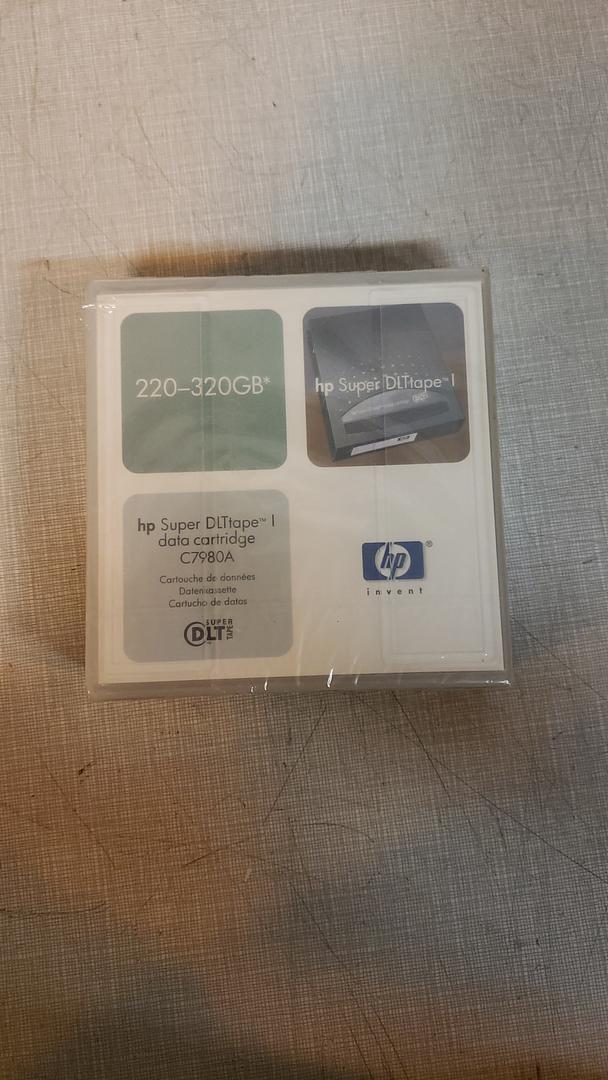 220–320GB*
hp Super DLTtape™ I
hp Super DLTtape™ I
data cartridge
C7980A
Cartouche de données
Datenkassette
Cartucho de datos
SUPER
DLT
TAPE
hp®
invent